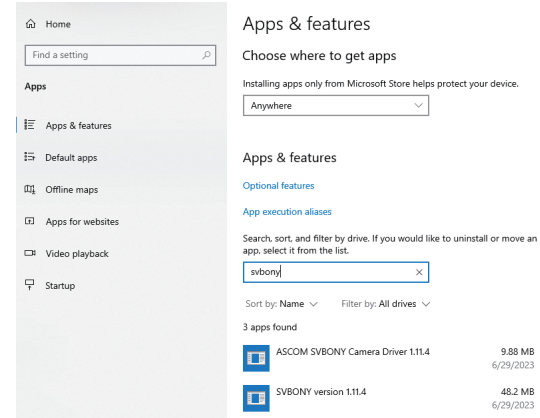 Home
Find a setting
Apps
Apps & features
Default apps
Offline maps
Apps for websites
Video playback
Startup
Apps & features
Choose where to get apps
Installing apps only from Microsoft Store helps protect your device.
Anywhere
Apps & features
Optional features
App execution aliases
Search, sort, and filter by drive. If you would like to uninstall or move an
app, select it from the list.
svbony
Sort by: Name Filter by: All drives
3 apps found
ASCOM SVBONY Camera Driver 1.11.4 9.88 MB
6/29/2023
SVBONY version 1.11.4 48.2 MB
6/29/2023